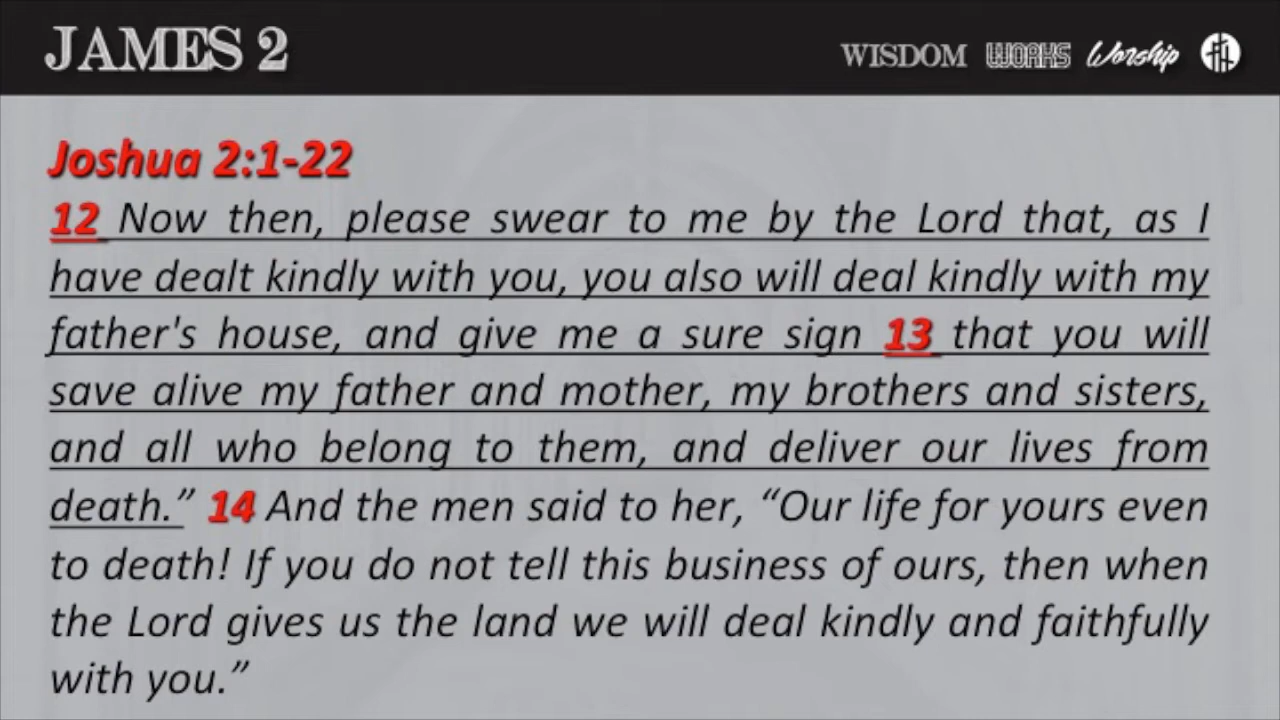 JAMES 2
WISDOM WORKS Worship
Joshua 2:1-22
12 Now then, please swear to me by the Lord that, as I
have dealt kindly with you, you also will deal kindly with my
father's house, and give me a sure sign 13 that you will
save alive my father and mother, my brothers and sisters,
and all who belong to them, and deliver our lives from
death.” 14 And the men said to her, “Our life for yours even
to death! If you do not tell this business of ours, then when
the Lord gives us the land we will deal kindly and faithfully
with you.”